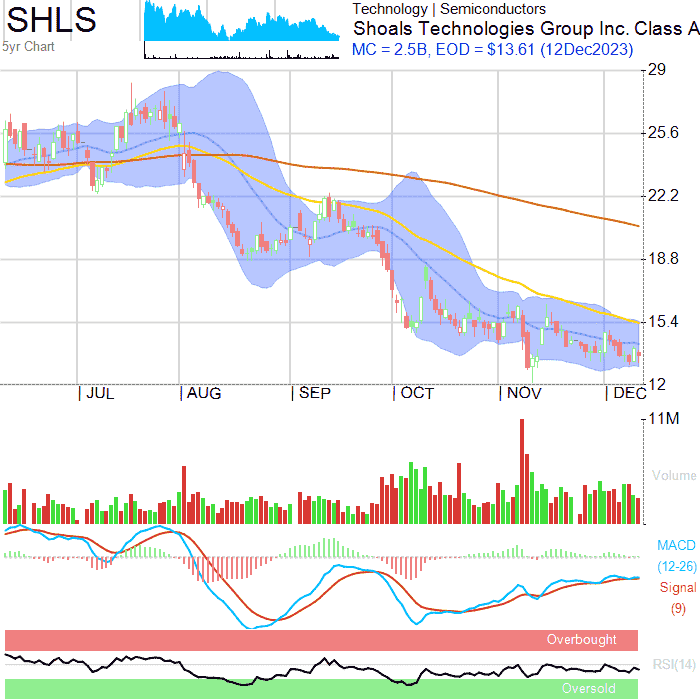 SHLS
5yr Chart
Technology | Semiconductors
Shoals Technologies Group Inc. Class A
MC = 2.5B, EOD = $13.61 (12Dec2023)
29
25.6
22.2
18.8
15.4
12
JUL AUG SEP OCT NOV DEC
11M
Volume
MACD
(12-26)
Signal
(9)
Overbought
RSI(14)
Oversold